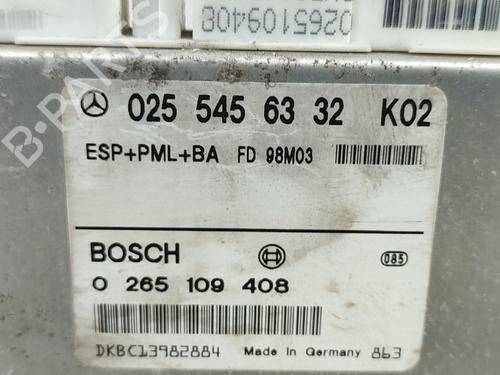 0265109408
025 545 63 32 K02
ESP+PML+BA FD 98M03
BOSCH
085
0 265 109 408
DKBC13982884 Made In Germany 863
B-Parts